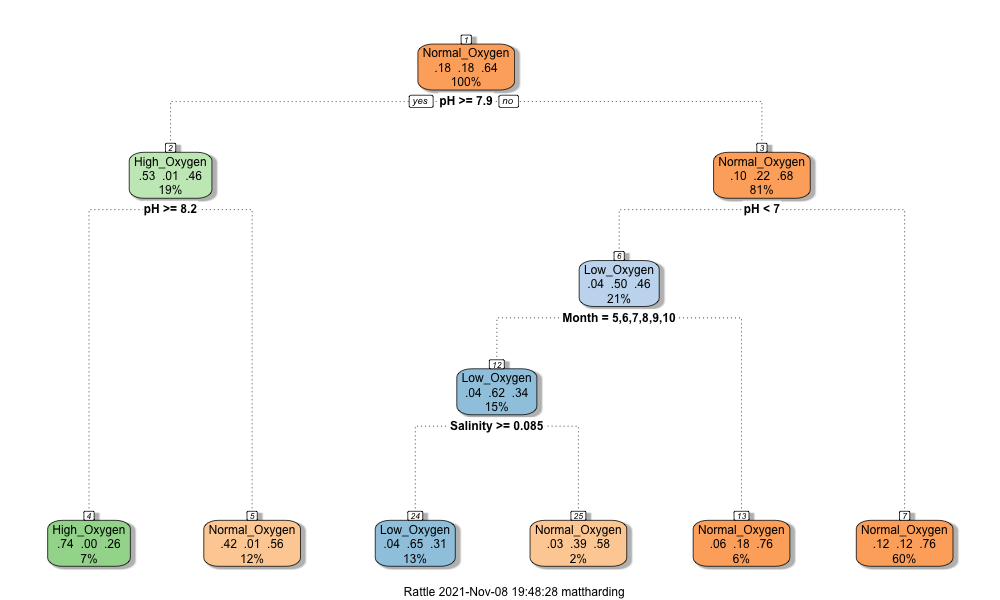 1
Normal_Oxygen
.18 .18 .64
100%
yes pH >= 7.9 no
2
High_Oxygen
.53 .01 .46
19%
pH >= 8.2
3
Normal_Oxygen
.10 .22 .68
81%
pH < 7
6
Low_Oxygen
.04 .50 .46
21%
Month = 5,6,7,8,9,10
12
Low_Oxygen
.04 .62 .34
15%
Salinity >= 0.085
4
High_Oxygen
.74 .00 .26
7%
5
Normal_Oxygen
.42 .01 .56
12%
24
Low_Oxygen
.04 .65 .31
13%
25
Normal_Oxygen
.03 .39 .58
2%
13
Normal_Oxygen
.06 .18 .76
6%
7
Normal_Oxygen
.12 .12 .76
60%
Rattle 2021-Nov-08 19:48:28 mattharding